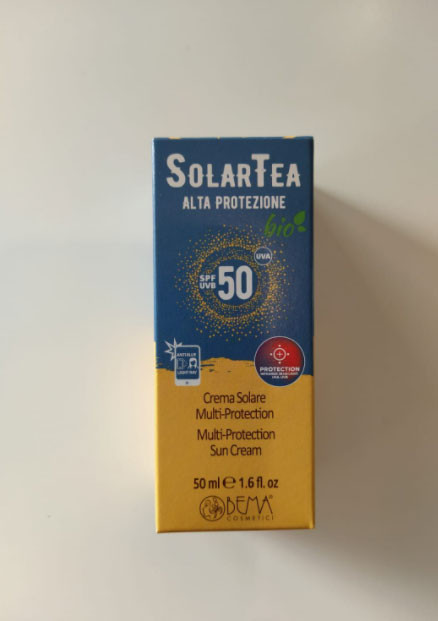 SOLARTEA
ALTA PROTEZIONE
bio
UVA
SPF
UVB
50
PROTECTION
Crema Solare
Multi-Protection
Multi-Protection
Sun Cream
50 ml e 1.6 fl. oz
BEMA
COSMETICI